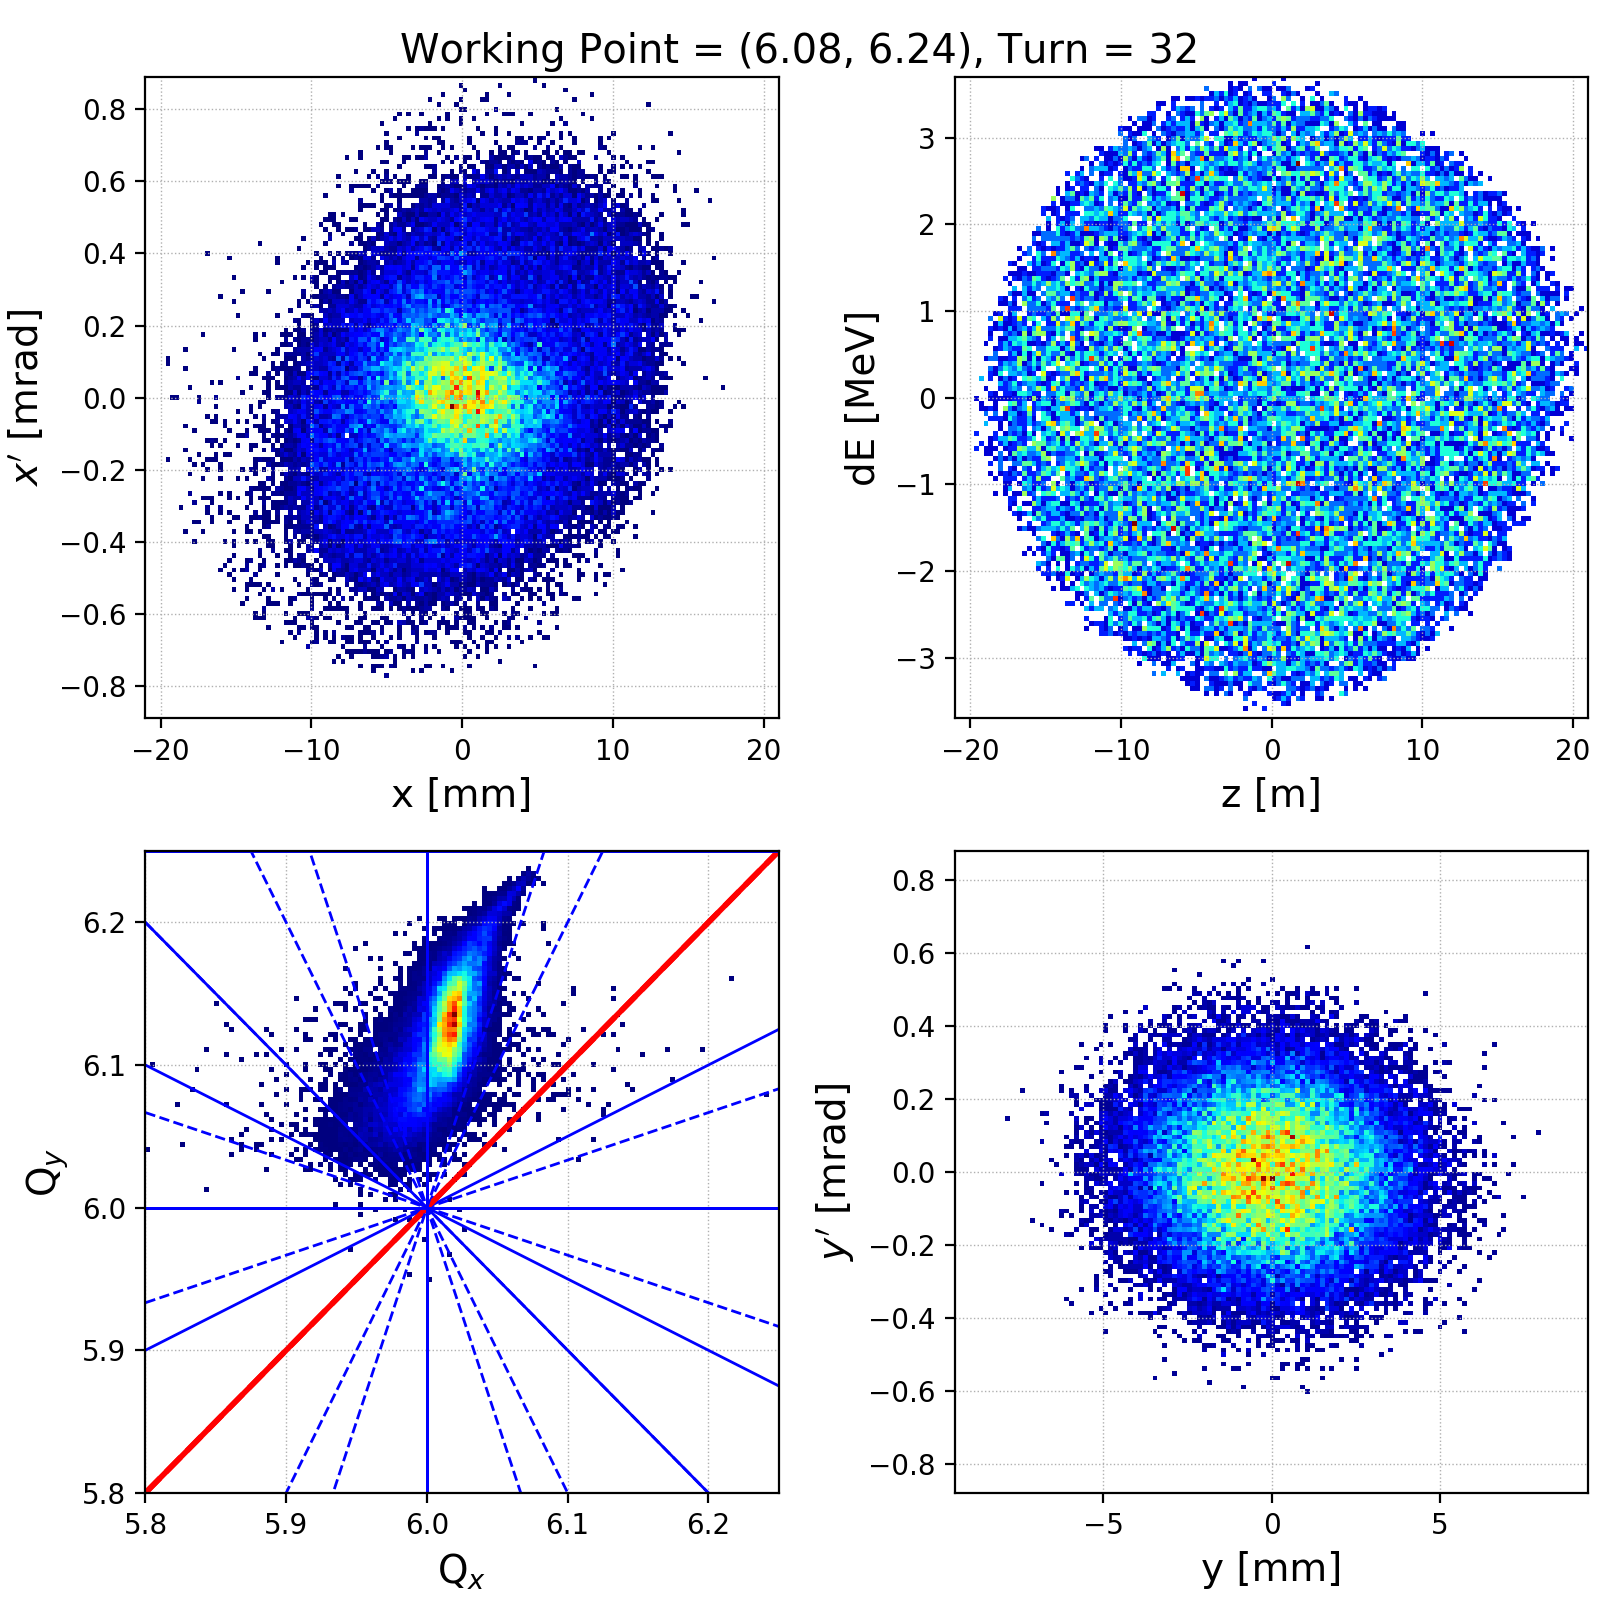 Working Point = (6.08, 6.24), Turn = 32
0.8
0.6
0.4
0.2
0.0
−0.2
−0.4
−0.6
−0.8
x′ [mrad]
−20 −10 0 10 20
x [mm]
3
2
1
0
−1
−2
−3
dE [MeV]
−20 −10 0 10 20
z [m]
6.2
6.1
6.0
5.9
5.8
Qy
5.8 5.9 6.0 6.1 6.2
Qx
0.8
0.6
0.4
0.2
0.0
−0.2
−0.4
−0.6
−0.8
y′ [mrad]
−5 0 5
y [mm]